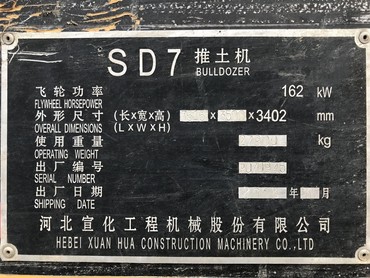 SD7 推土机
BULLDOZER
飞轮功率 162 kW
FLYWHEEL HORSEPOWER
外形尺寸 (长x宽x高) x x3402 mm
OVERALL DIMENSIONS (LxWxH)
使用重量 kg
OPERATING WEIGHT
出厂编号
SERIAL NUMBER
出厂日期 年 月
SHIPPING DATE
河北宣化工程机械股份有限公司
HEBEI XUAN HUA CONSTRUCTION MACHINERY CO.,LTD